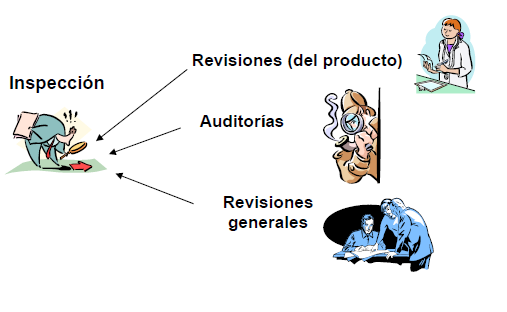 Revisiones (del producto)
Inspección
Auditorías
Revisiones
generales